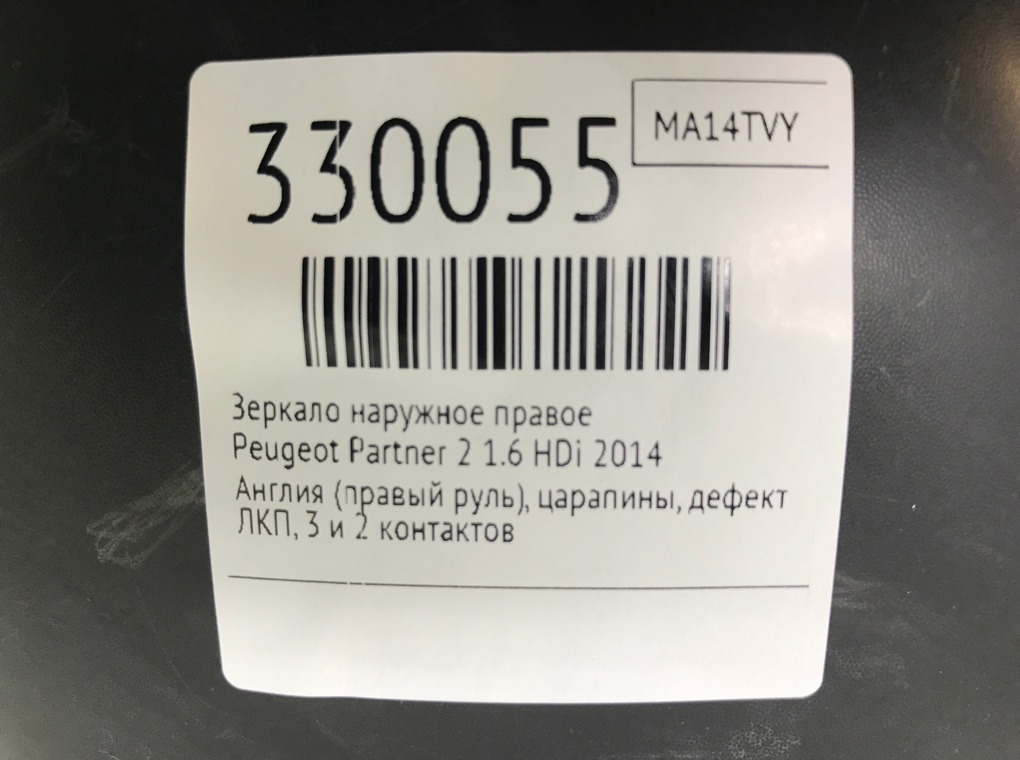 330055
MA14TVY
Зеркало наружное правое
Peugeot Partner 2 1.6 HDi 2014
Англия (правый руль), царапины, дефект
ЛКП, 3 и 2 контактов